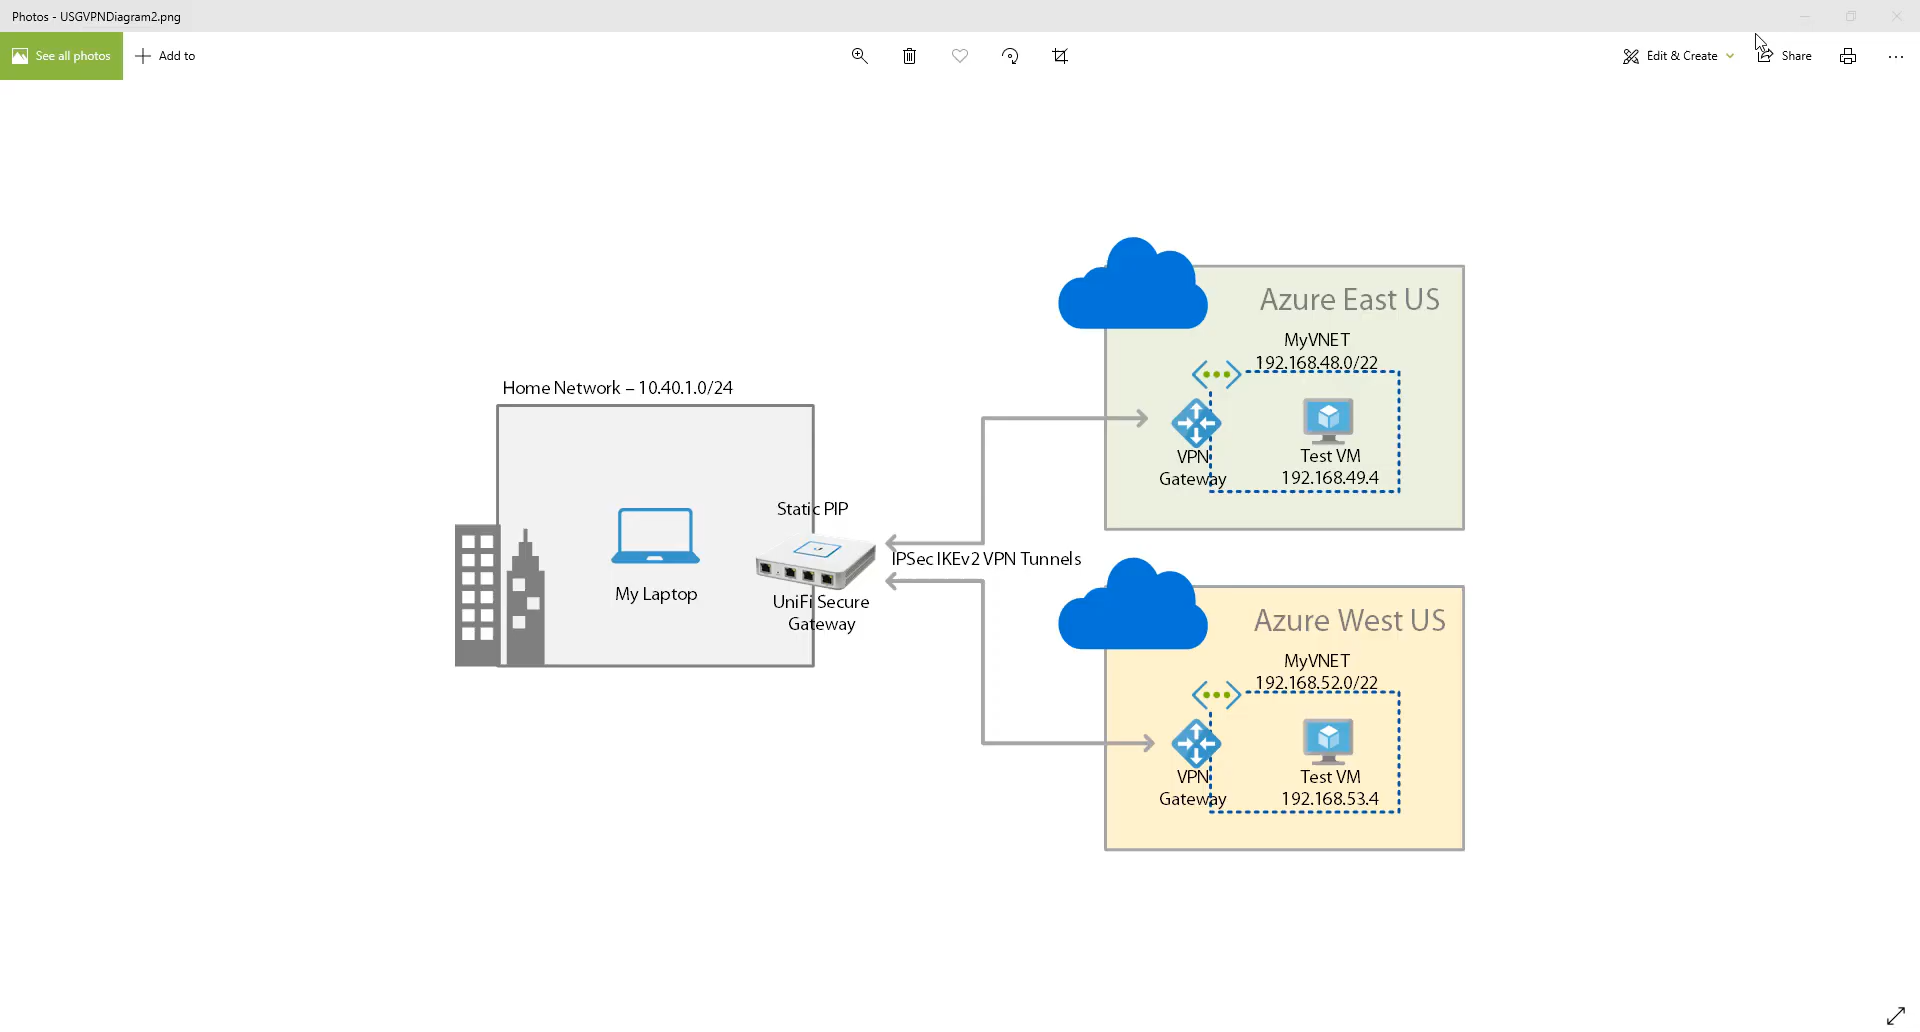 Photos - USGVPNDiagram2.png
See all photos
Add to
Edit & Create
Share
Azure East US
MyVNET
192.168.48.0/22
VPN
Gateway
Test VM
192.168.49.4
Home Network – 10.40.1.0/24
My Laptop
Static PIP
UniFi Secure
Gateway
IPSec IKEv2 VPN Tunnels
Azure West US
MyVNET
192.168.52.0/22
VPN
Gateway
Test VM
192.168.53.4